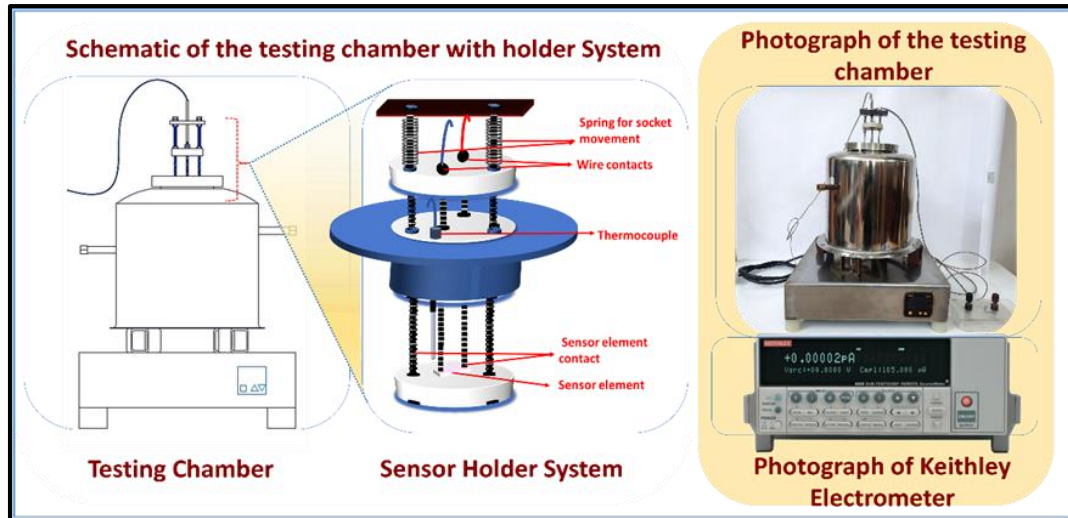 Schematic of the testing chamber with holder System
Spring for socket
movement
Wire contacts
Thermocouple
Sensor element
contact
Sensor element
Testing Chamber
Sensor Holder System
Photograph of the testing
chamber
KEITHLEY
+0.00002pA
Photograph of Keithley
Electrometer